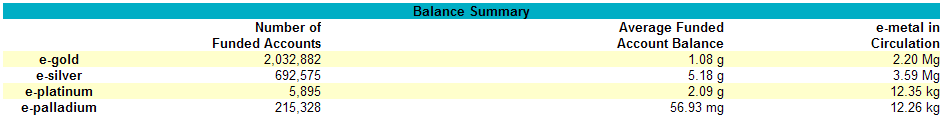 Balance Summary
Number of Average Funded e-metal in
Funded Accounts Account Balance Circulation
e-gold 2,032,882 1.08 g 2.20 Mg
e-silver 692,575 5.18 g 3.59 Mg
e-platinum 5,895 2.09 g 12.35 kg
e-palladium 215,328 56.93 mg 12.26 kg